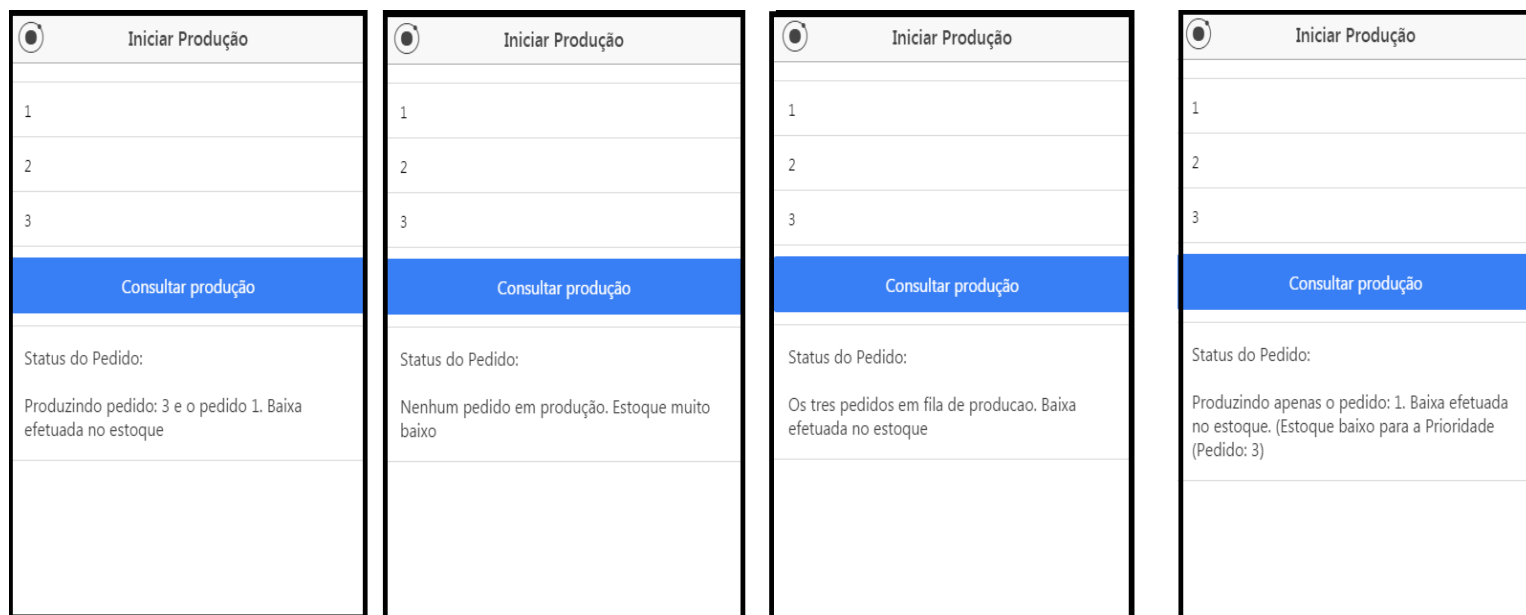 Iniciar Produção
1
2
3
Consultar produção
Status do Pedido:
Produzindo pedido: 3 e o pedido 1. Baixa
efetuada no estoque
Iniciar Produção
1
2
3
Consultar produção
Status do Pedido:
Nenhum pedido em produção. Estoque muito
baixo
Iniciar Produção
1
2
3
Consultar produção
Status do Pedido:
Os tres pedidos em fila de producao. Baixa
efetuada no estoque
Iniciar Produção
1
2
3
Consultar produção
Status do Pedido:
Produzindo apenas o pedido: 1. Baixa efetuada
no estoque. (Estoque baixo para a Prioridade
(Pedido: 3)